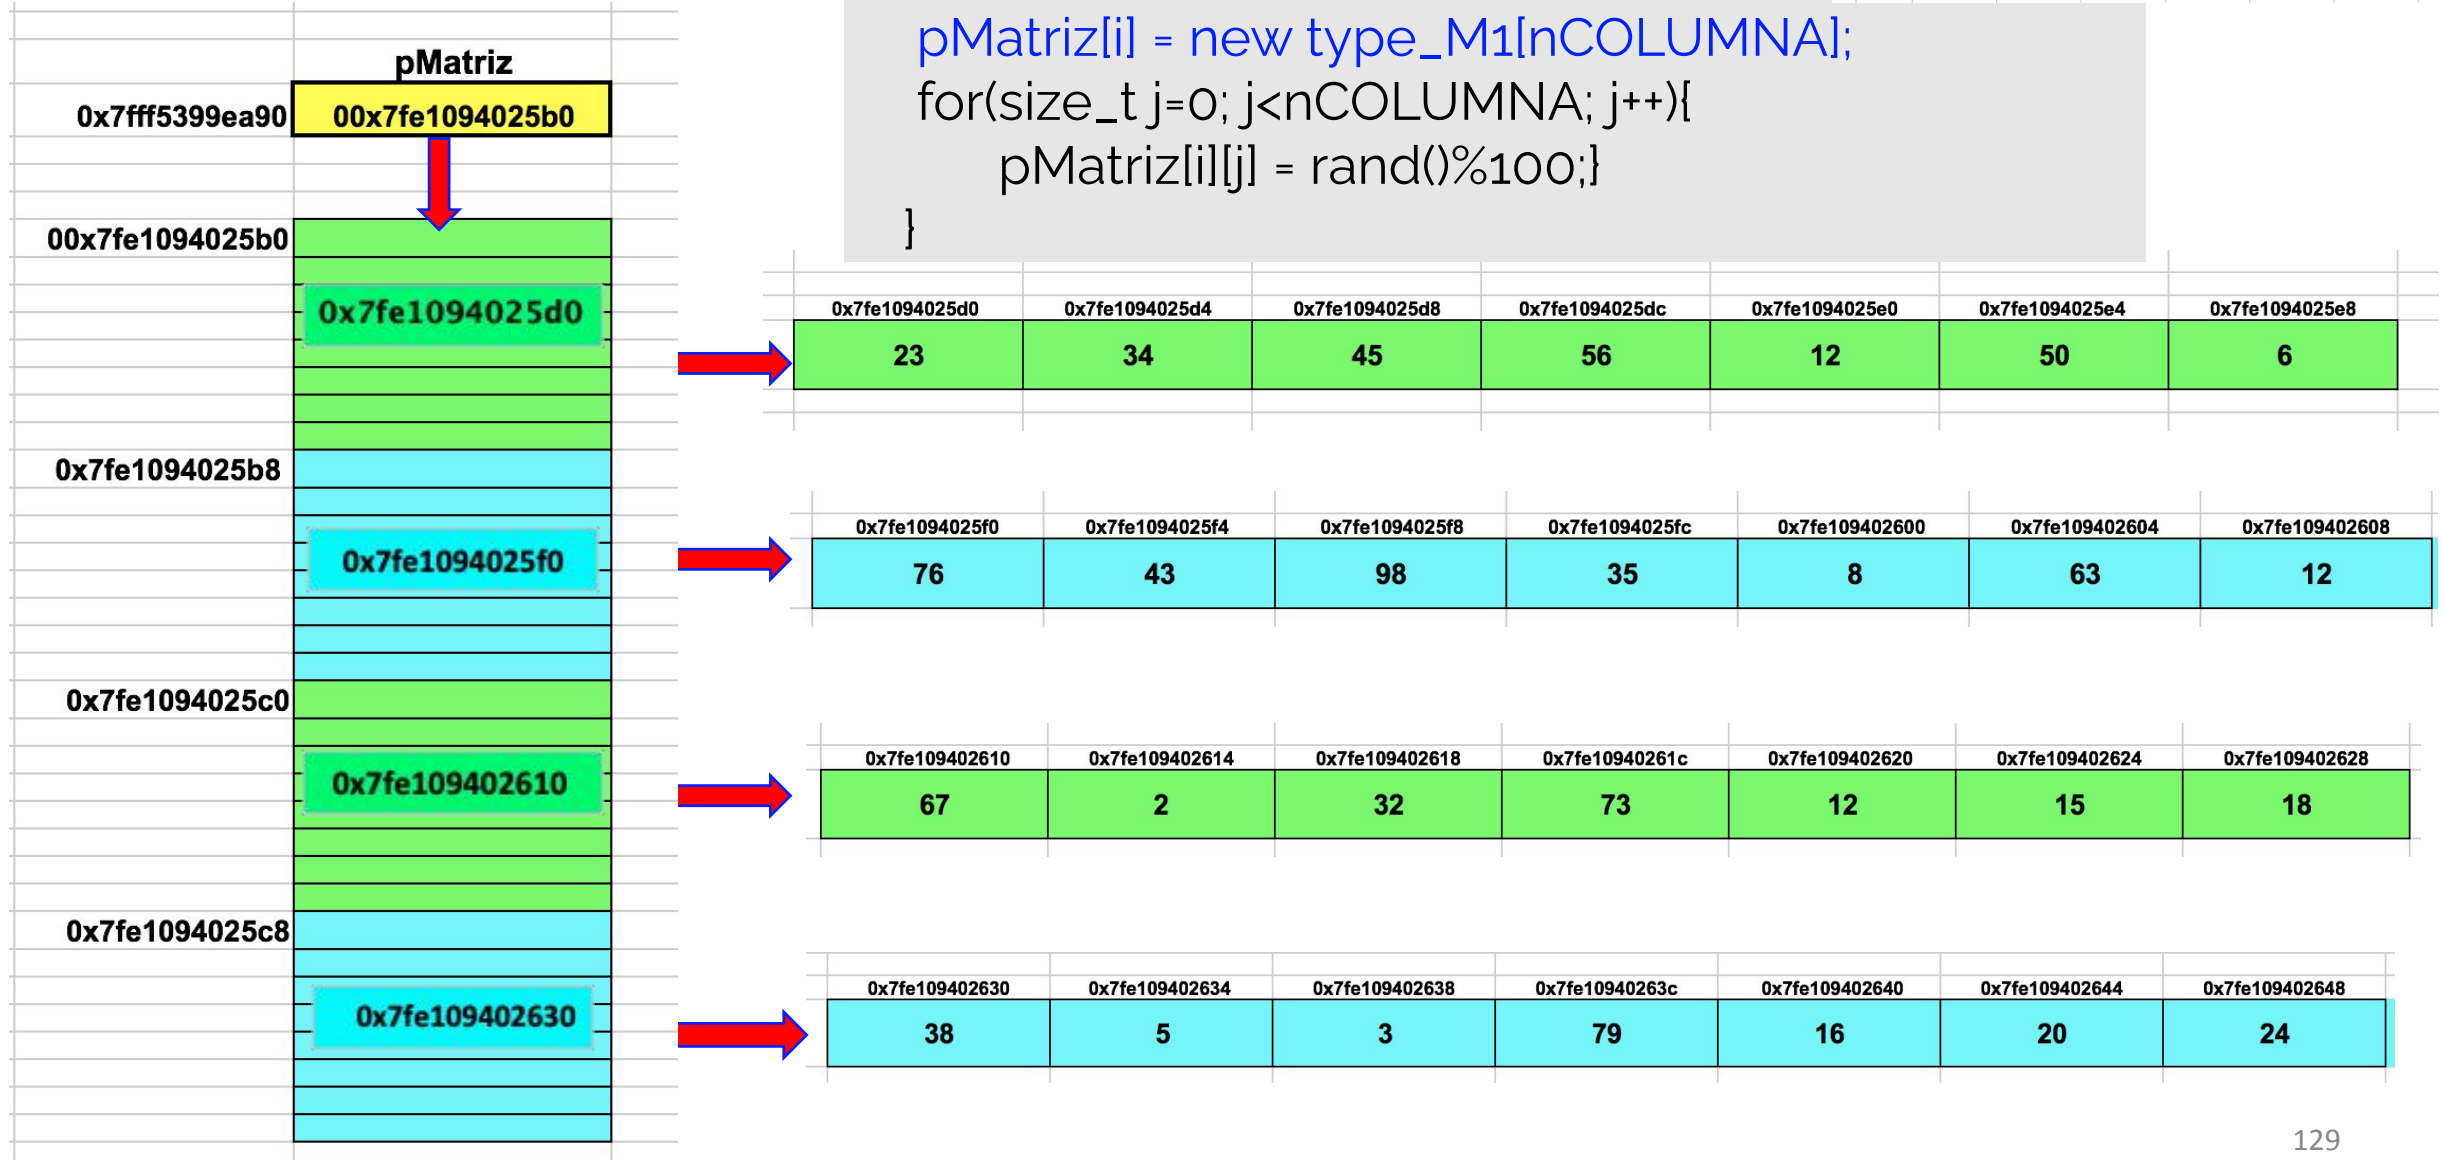 pMatriz[i] = new type_M1[nCOLUMNA];
for(size_t j=0; j<nCOLUMNA; j++){
pMatriz[i][j] = rand()%100;}
}
pMatriz
0x7fff5399ea90 00x7fe1094025b0
00x7fe1094025b0
0x7fe1094025d0
0x7fe1094025d0 0x7fe1094025d4 0x7fe1094025d8 0x7fe1094025dc 0x7fe1094025e0 0x7fe1094025e4 0x7fe1094025e8
23 34 45 56 12 50 6
0x7fe1094025b8
0x7fe1094025f0
0x7fe1094025f0 0x7fe1094025f4 0x7fe1094025f8 0x7fe1094025fc 0x7fe109402600 0x7fe109402604 0x7fe109402608
76 43 98 35 8 63 12
0x7fe1094025c0
0x7fe109402610
0x7fe109402610 0x7fe109402614 0x7fe109402618 0x7fe10940261c 0x7fe109402620 0x7fe109402624 0x7fe109402628
67 2 32 73 12 15 18
0x7fe1094025c8
0x7fe109402630
0x7fe109402630 0x7fe109402634 0x7fe109402638 0x7fe10940263c 0x7fe109402640 0x7fe109402644 0x7fe109402648
38 5 3 79 16 20 24
129